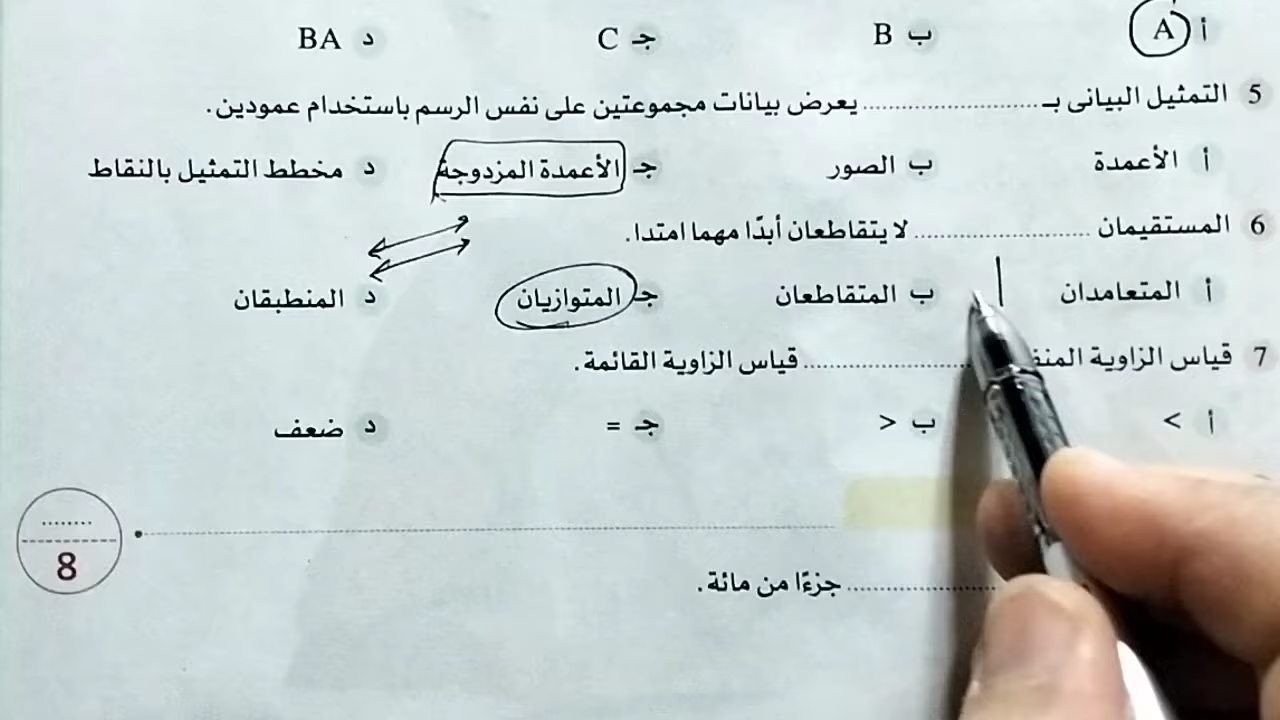 أ A ب B جـ C د BA
5 التمثيل البيانى بـ ..................... يعرض بيانات مجموعتين على نفس الرسم باستخدام عمودين.
أ الأعمدة ب الصور جـ الأعمدة المزدوجة د مخطط التمثيل بالنقاط
6 المستقيمان ..................... لا يتقاطعان أبدًا مهما امتدا.
أ المتعامدان ب المتقاطعان جـ المتوازيان د المنطبقان
7 قياس الزاوية ..................... قياس الزاوية القائمة.
أ > ب < جـ = د ضعف
........
8
..................... جزءًا من مائة.